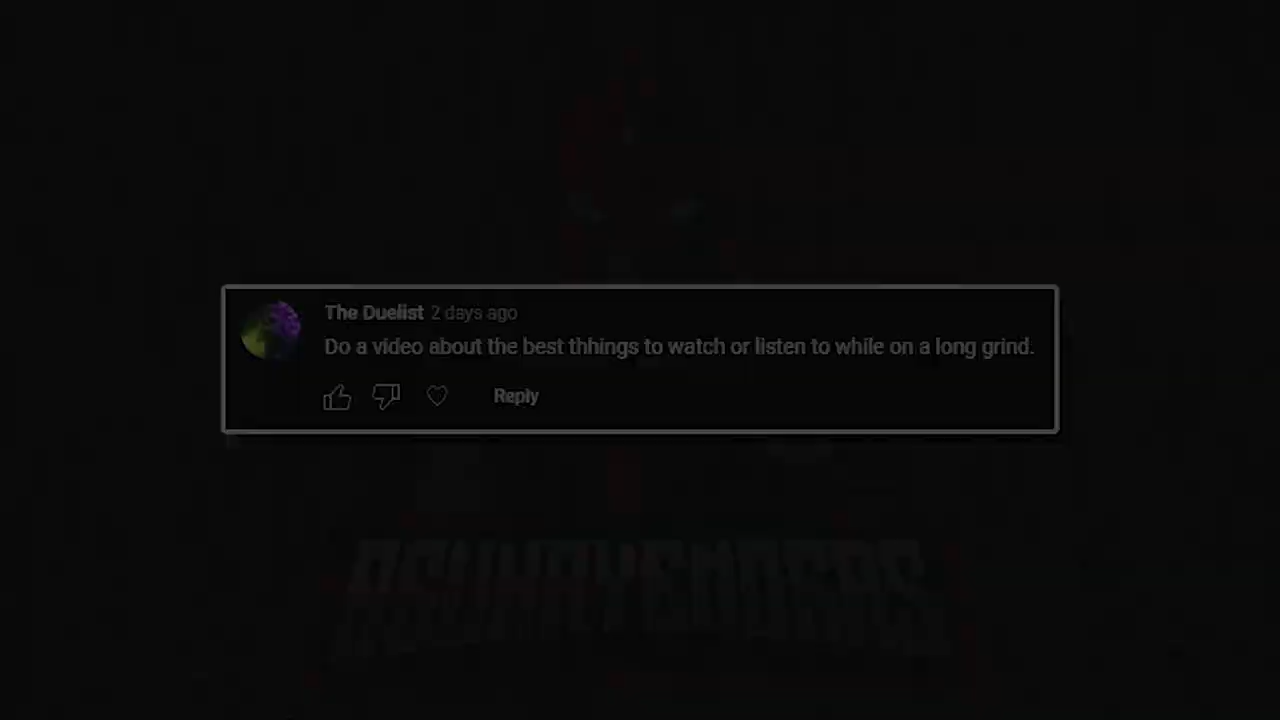 The Duelist 2 days ago
Do a video about the best thhings to watch or listen to while on a long grind.
Reply